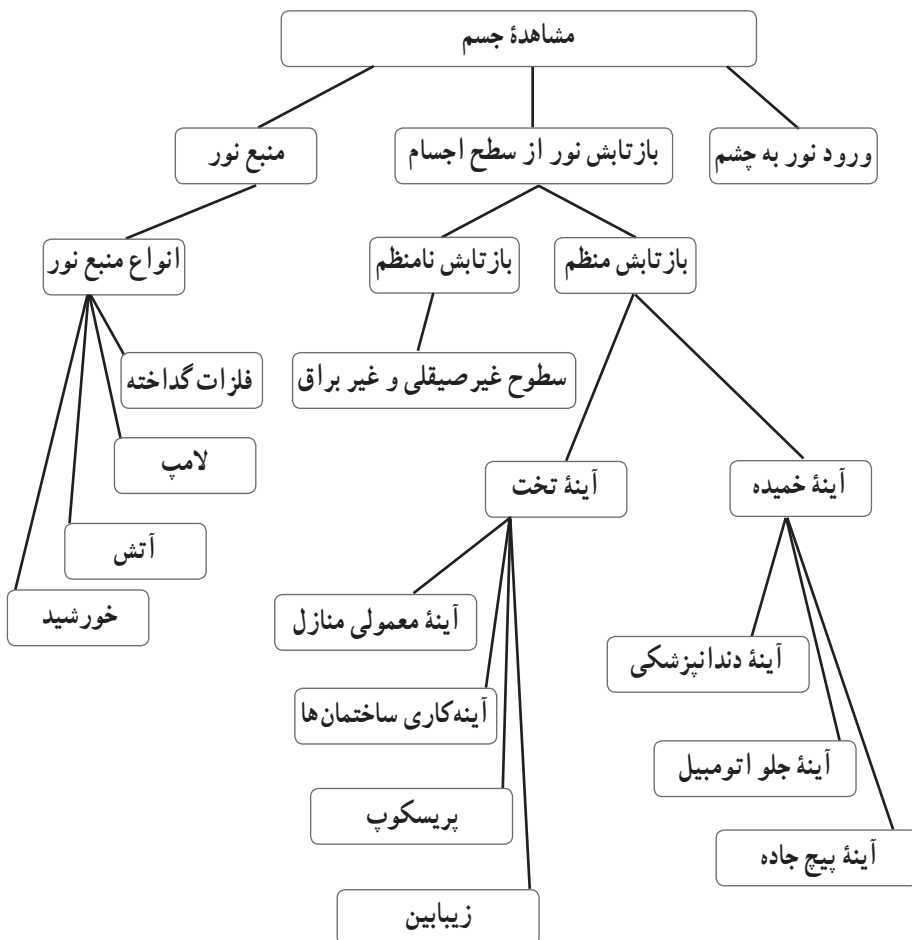 مشاهدهٔ جسم
ورود نور به چشم
بازتابش نور از سطح اجسام
منبع نور
بازتابش منظم
بازتابش نامنظم
انواع منبع نور
سطوح غیرصیقلی و غیر براق
فلزات گداخته
لامپ
آتش
خورشید
آینهٔ خمیده
آینهٔ تخت
آینهٔ معمولی منازل
آینه‌کاری ساختمان‌ها
پریسکوپ
زیبابین
آینهٔ دندانپزشکی
آینهٔ جلو اتومبیل
آینهٔ پیچ جاده